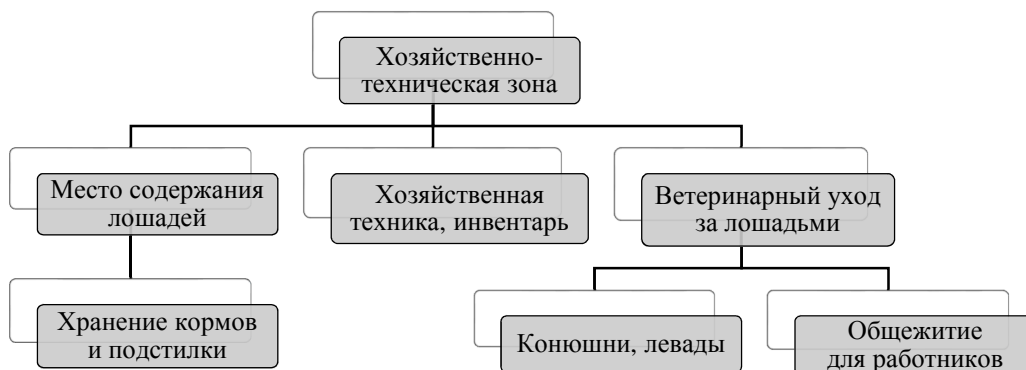 Хозяйственно-
техническая зона
Место содержания
лошадей
Хозяйственная
техника, инвентарь
Ветеринарный уход
за лошадьми
Хранение кормов
и подстилки
Конюшни, левады
Общежитие
для работников